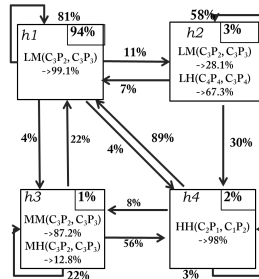 81%
58%
h1 94%
LM(C3P2, C3P3)
->99.1%
11%
7%
h2 3%
LM(C3P2, C3P3)
->28.1%
LH(C4P4, C3P4)
->67.3%
4%
22%
4%
89%
30%
h3 1%
MM(C3P2, C3P3)
->87.2%
MH(C3P2, C3P3)
->12.8%
8%
56%
h4 2%
HH(C2P1, C1P2)
->98%
22%
3%